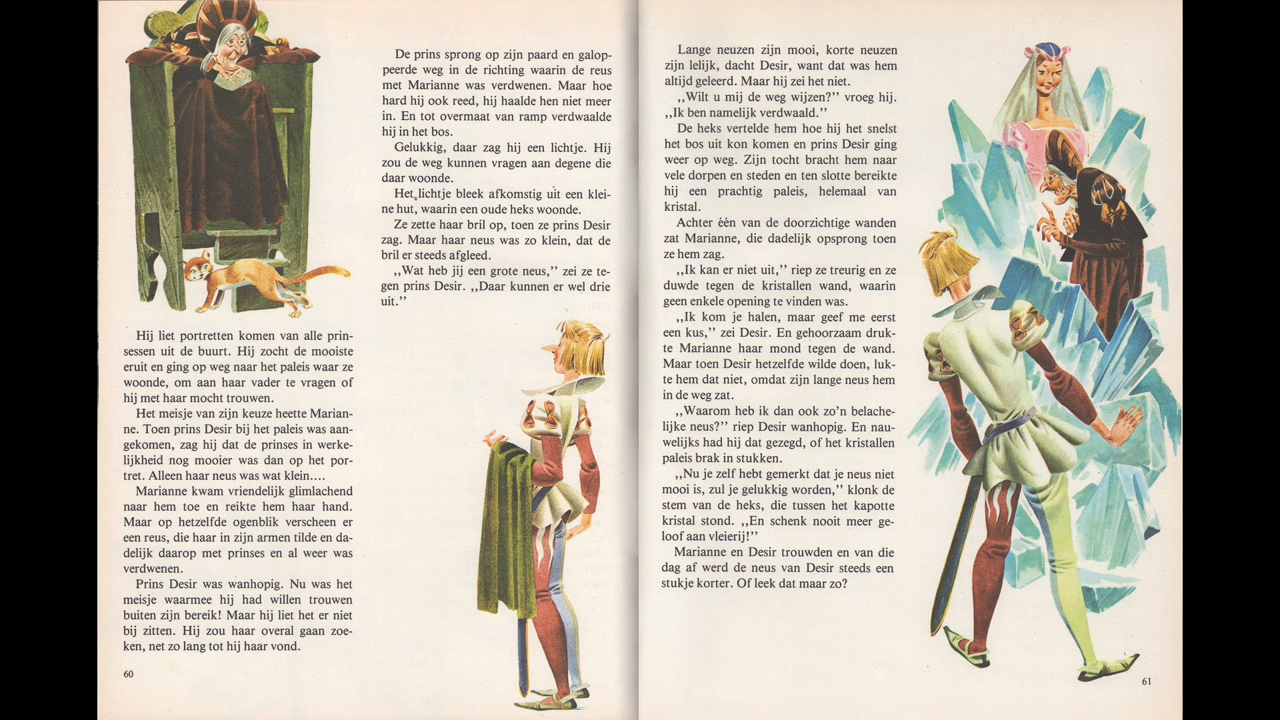 Hij liet portretten komen van alle prin-
sessen uit de buurt. Hij zocht de mooiste
eruit en ging op weg naar het paleis waar ze
woonde, om aan haar vader te vragen of
hij met haar mocht trouwen.
Het meisje van zijn keuze heette Marian-
ne. Toen prins Desir bij het paleis was aan-
gekomen, zag hij dat de prinses in werke-
lijkheid nog mooier was dan op het por-
tret. Alleen haar neus was wat klein....
Marianne kwam vriendelijk glimlachend
naar hem toe en reikte hem haar hand.
Maar op hetzelfde ogenblik verscheen er
een reus, die haar in zijn armen tilde en da-
delijk daarop met prinses en al weer was
verdwenen.
Prins Desir was wanhopig. Nu was het
meisje waarmee hij had willen trouwen
buiten zijn bereik! Maar hij liet het er niet
bij zitten. Hij zou haar overal gaan zoe-
ken, net zo lang tot hij haar vond.
60
De prins sprong op zijn paard en galop-
peerde weg in de richting waarin de reus
met Marianne was verdwenen. Maar hoe
hard hij ook reed, hij haalde hen niet meer
in. En tot overmaat van ramp verdwaalde
hij in het bos.
Gelukkig, daar zag hij een lichtje. Hij
zou de weg kunnen vragen aan degene die
daar woonde.
Het lichtje bleek afkomstig uit een klei-
ne hut, waarin een oude heks woonde.
Ze zette haar bril op, toen ze prins Desir
zag. Maar haar neus was zo klein, dat de
bril er steeds afgleed.
,,Wat heb jij een grote neus,” zei ze te-
gen prins Desir. ,,Daar kunnen er wel drie
uit.”
Lange neuzen zijn mooi, korte neuzen
zijn lelijk, dacht Desir, want dat was hem
altijd geleerd. Maar hij zei het niet.
,,Wilt u mij de weg wijzen?” vroeg hij.
,,Ik ben namelijk verdwaald.”
De heks vertelde hem hoe hij het snelst
het bos uit kon komen en prins Desir ging
weer op weg. Zijn tocht bracht hem naar
vele dorpen en steden en ten slotte bereikte
hij een prachtig paleis, helemaal van
kristal.
Achter één van de doorzichtige wanden
zat Marianne, die dadelijk opsprong toen
ze hem zag.
,,Ik kan er niet uit,” riep ze treurig en ze
duwde tegen de kristallen wand, waarin
geen enkele opening te vinden was.
,,Ik kom je halen, maar geef me eerst
een kus,” zei Desir. En gehoorzaam druk-
te Marianne haar mond tegen de wand.
Maar toen Desir hetzelfde wilde doen, luk-
te hem dat niet, omdat zijn lange neus hem
in de weg zat.
,,Waarom heb ik dan ook zo’n belache-
lijke neus?” riep Desir wanhopig. En nau-
welijks had hij dat gezegd, of het kristallen
paleis brak in stukken.
,,Nu je zelf hebt gemerkt dat je neus niet
mooi is, zul je gelukkig worden,” klonk de
stem van de heks, die tussen het kapotte
kristal stond. ,,En schenk nooit meer ge-
loof aan vleierij!”
Marianne en Desir trouwden en van die
dag af werd de neus van Desir steeds een
stukje korter. Of leek dat maar zo?
61